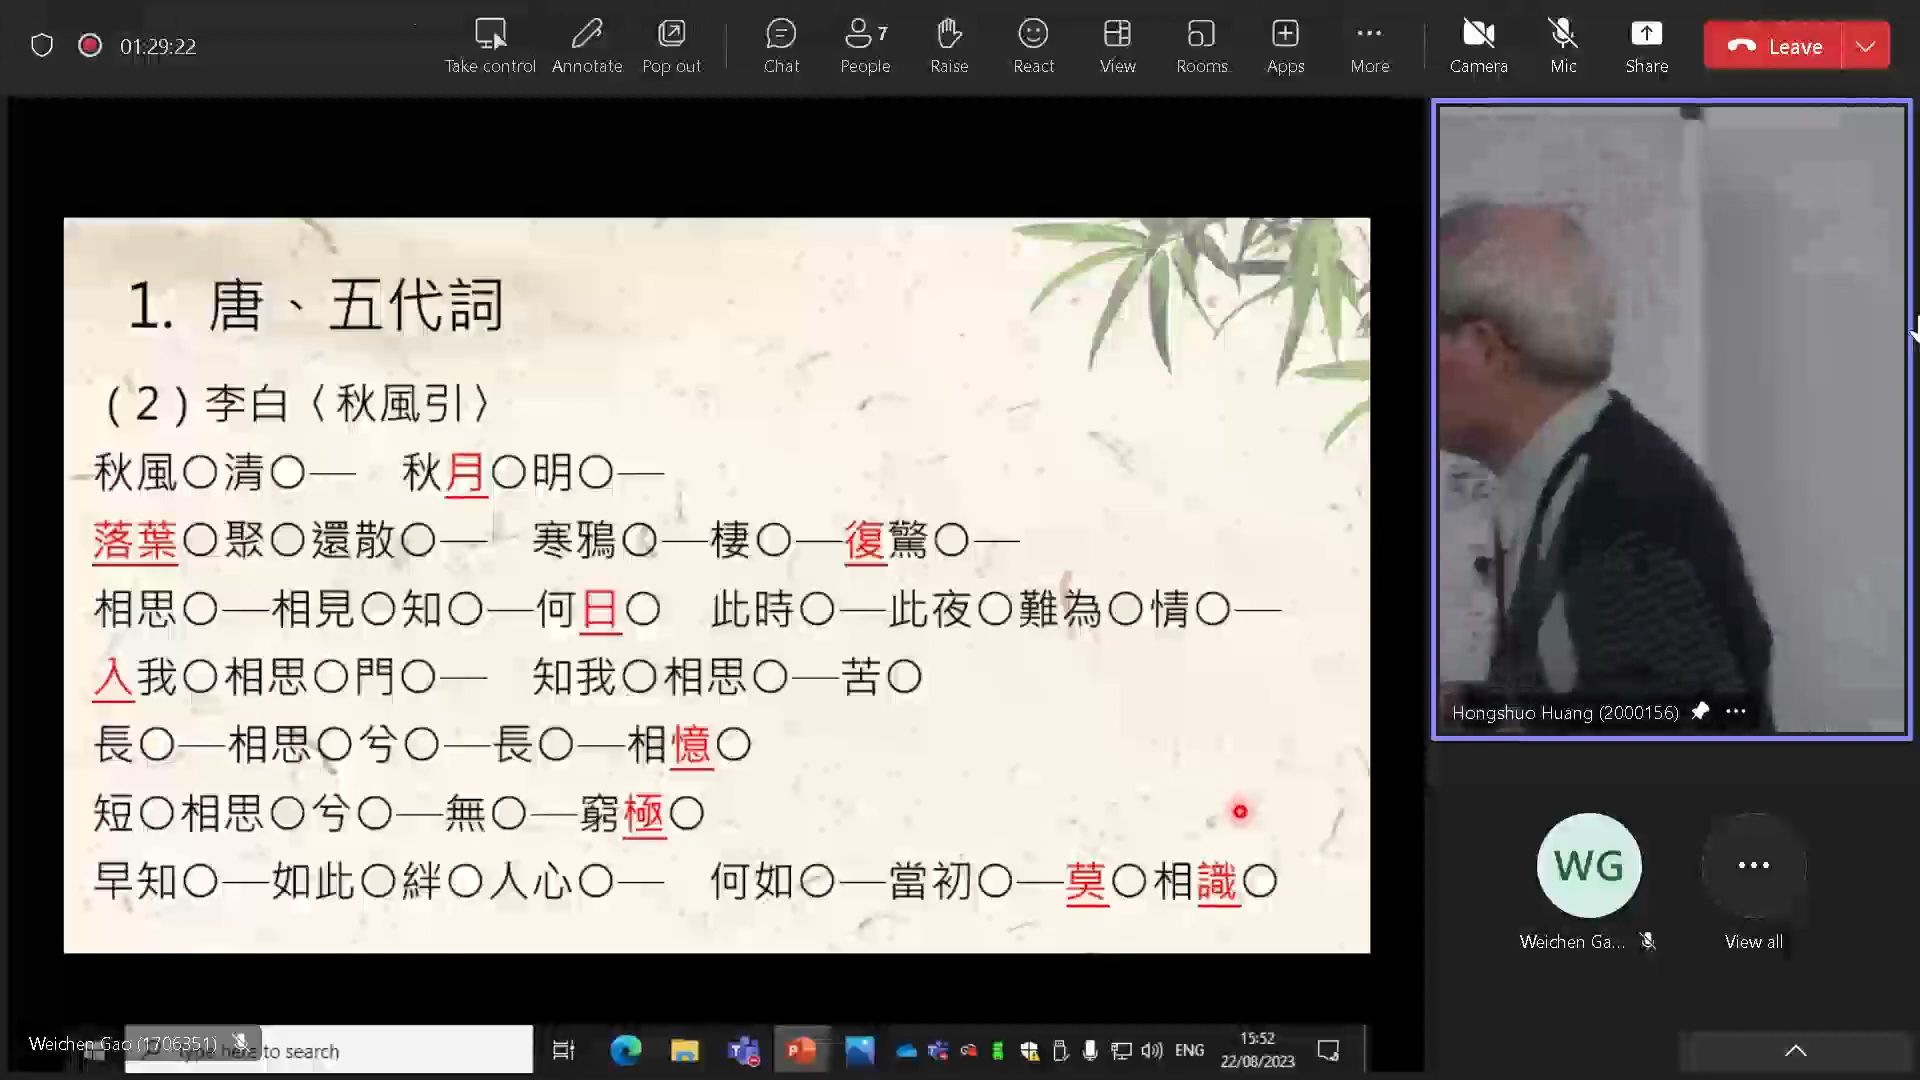 01:29:22
Take control
Annotate
Pop out
Chat
People 7
Raise
React
View
Rooms
Apps
More
Camera
Mic
Share
Leave
1. 唐、五代詞
(2)李白〈秋風引〉
秋風○清○— 秋月○明○—
落葉○聚○還散○— 寒鴉○—棲○—復驚○—
相思○—相見○知○—何日○ 此時○—此夜○難為○情○—
入我○相思○門○— 知我○相思○—苦○
長○—相思○兮○—長○—相憶○
短○相思○兮○—無○—窮極○
早知○—如此○絆○人心○— 何如○—當初○—莫○相識○
Hongshuo Huang (2000156)
WG
Weichen Ga...
View all
Weichen Gao (1706351)
here to search
ENG
15:52
22/08/2023